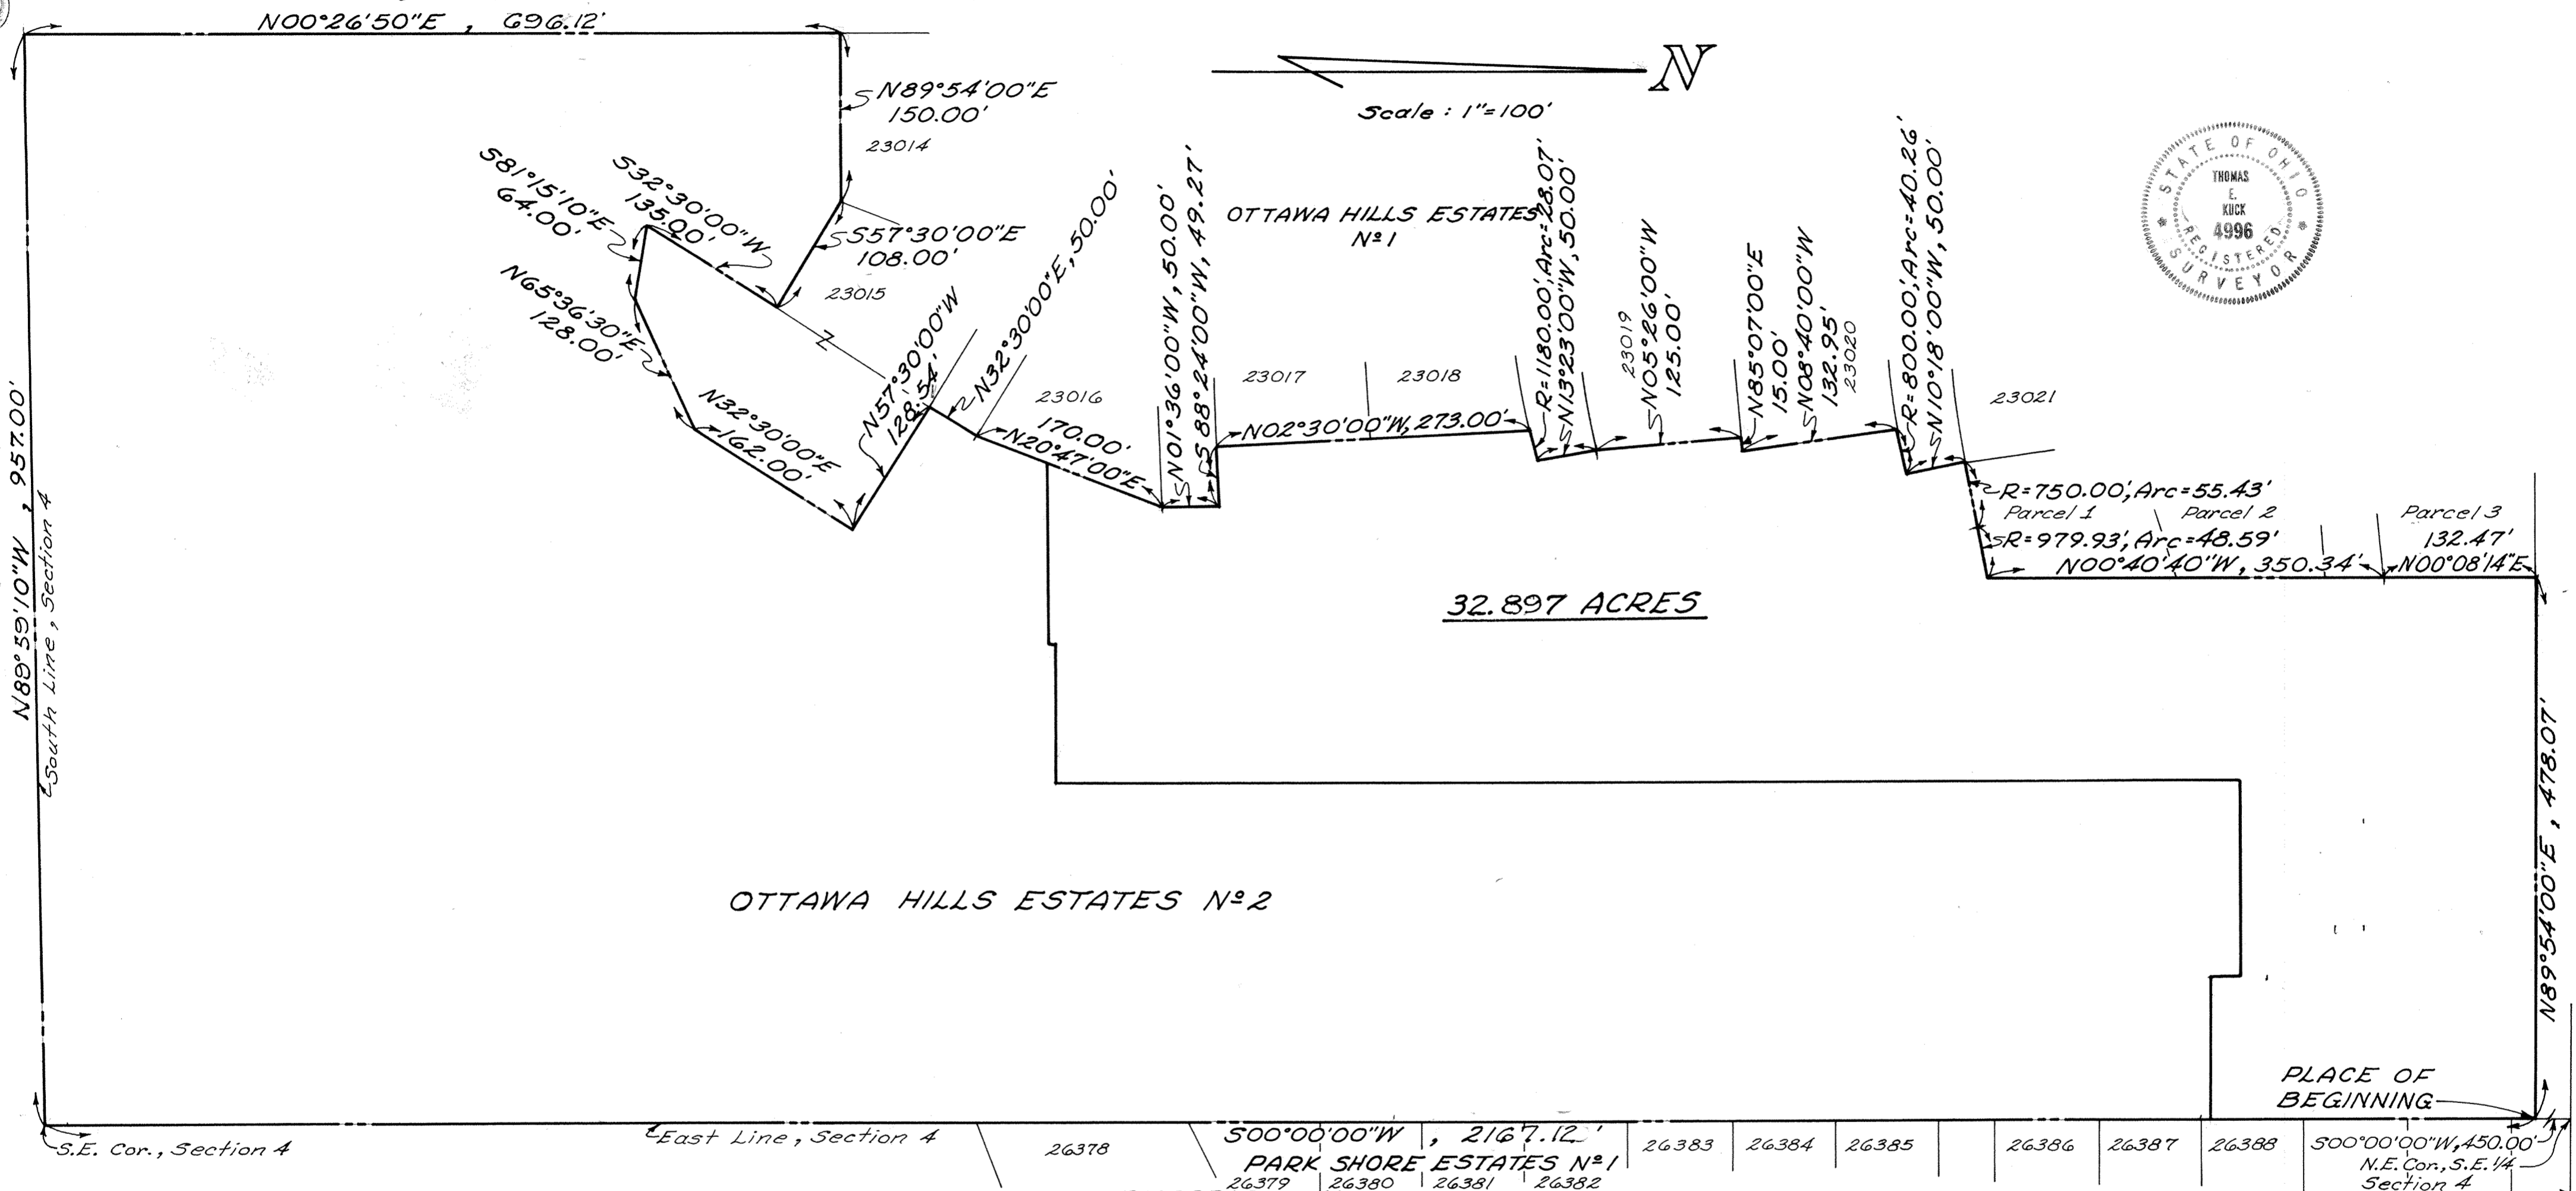 N00°26'50"E , 696.12'
N
Scale : 1"=100'
N89°54'00"E
150.00'
23014
S57°30'00"E
108.00'
23015
S32°30'00"W
135.00'
S81°15'10"E
64.00'
N65°36'30"E
128.00'
N32°30'00"E
162.00'
N57°30'00"W
128.54'
N32°30'00"E, 50.00'
23016
170.00'
N20°47'00"E
N01°36'00"W, 50.00'
S88°24'00"W, 49.27'
OTTAWA HILLS ESTATES
Nº1
23017
23018
N02°30'00"W, 273.00'
R=1180.00', Arc=28.07'
N13°23'00"W, 50.00'
23019
N05°26'00"W
125.00'
N85°07'00"E
15.00'
N08°40'00"W
132.95'
23020
R=800.00', Arc=40.26'
N10°18'00"W, 50.00'
23021
STATE OF OHIO
THOMAS
E.
KUCK
4996
REGISTERED
SURVEYOR
R=750.00', Arc=55.43'
Parcel 1
Parcel 2
Parcel 3
R=979.93', Arc=48.59'
132.47'
N00°40'40"W, 350.34'
N00°08'14"E
N89°59'10"W , 957.00'
South Line, Section 4
32.897 ACRES
N89°54'00"E , 478.07'
OTTAWA HILLS ESTATES Nº2
PLACE OF
BEGINNING
S.E. Cor., Section 4
East Line, Section 4
26378
S00°00'00"W , 2167.12'
PARK SHORE ESTATES Nº1
26379
26380
26381
26382
26383
26384
26385
26386
26387
26388
S00°00'00"W, 450.00'
N.E. Cor., S.E. 1/4
Section 4